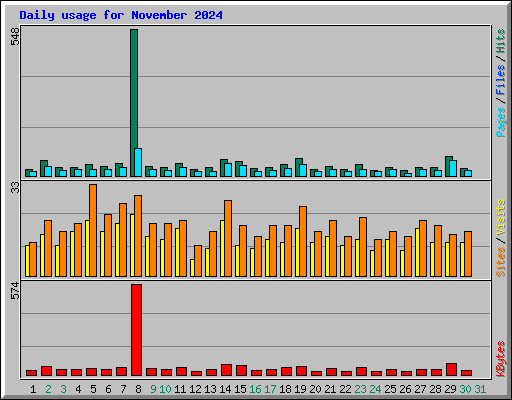 Daily usage for November 2024
548
Pages / Files / Hits
33
Sites / Visits
574
KBytes
1 2 3 4 5 6 7 8 9 10 11 12 13 14 15 16 17 18 19 20 21 22 23 24 25 26 27 28 29 30 31